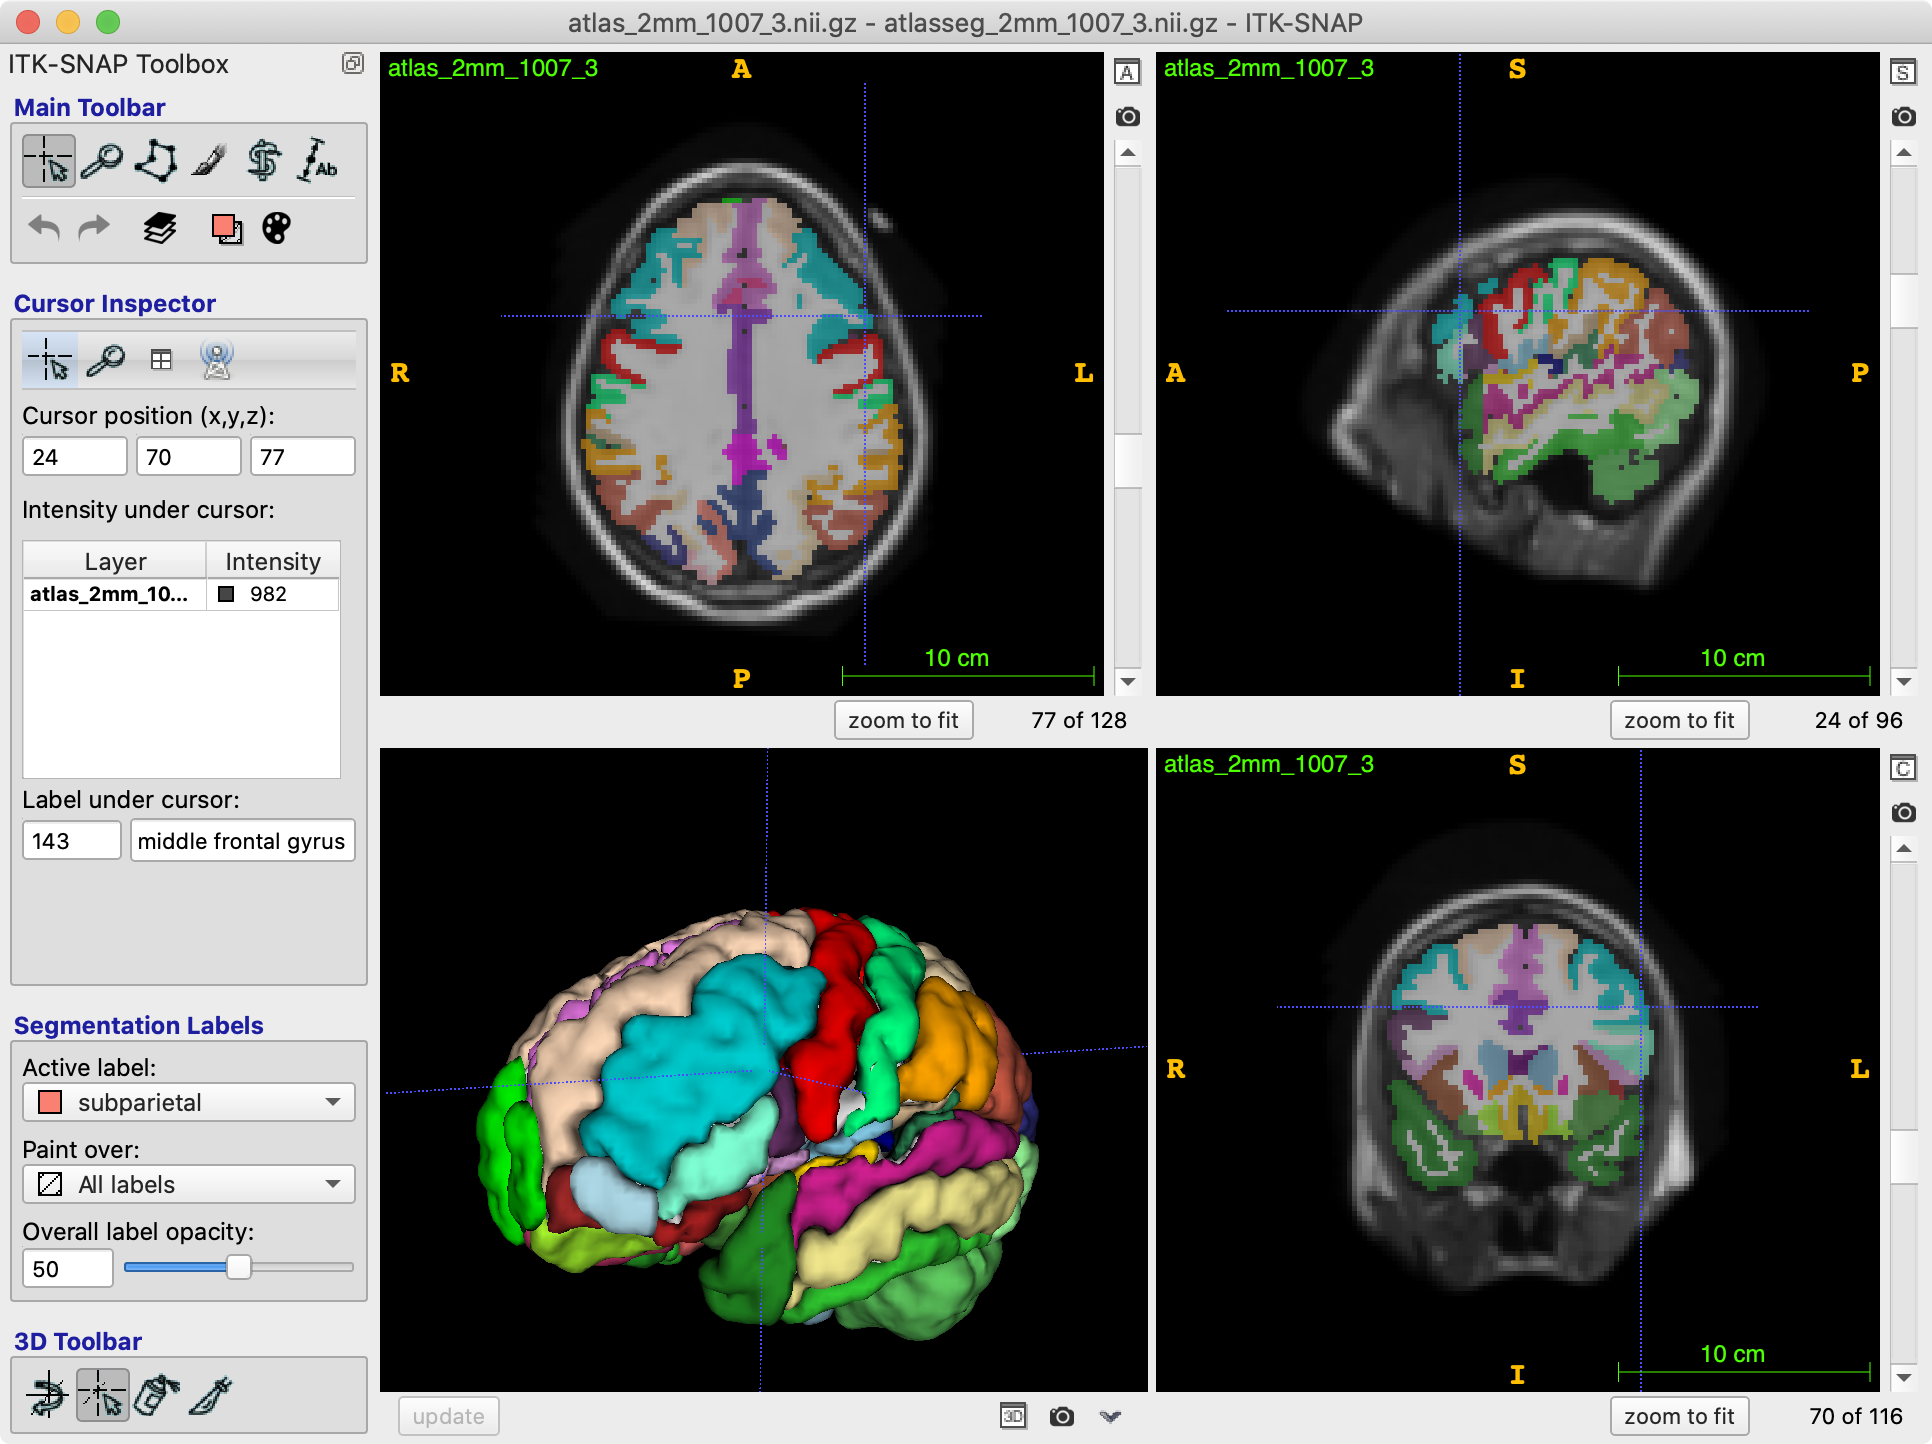 atlas_2mm_1007_3.nii.gz - atlasseg_2mm_1007_3.nii.gz - ITK-SNAP
ITK-SNAP Toolbox
Main Toolbar
Ab
Cursor Inspector
Cursor position (x,y,z):
24 70 77
Intensity under cursor:
Layer Intensity
atlas_2mm_10... 982
Label under cursor:
143 middle frontal gyrus
Segmentation Labels
Active label:
subparietal
Paint over:
All labels
Overall label opacity:
50
3D Toolbar
atlas_2mm_1007_3
A
A
R
L
10 cm
P
zoom to fit 77 of 128
atlas_2mm_1007_3
S
S
A
P
10 cm
I
zoom to fit 24 of 96
update
3D
atlas_2mm_1007_3
S
C
R
L
10 cm
I
zoom to fit 70 of 116